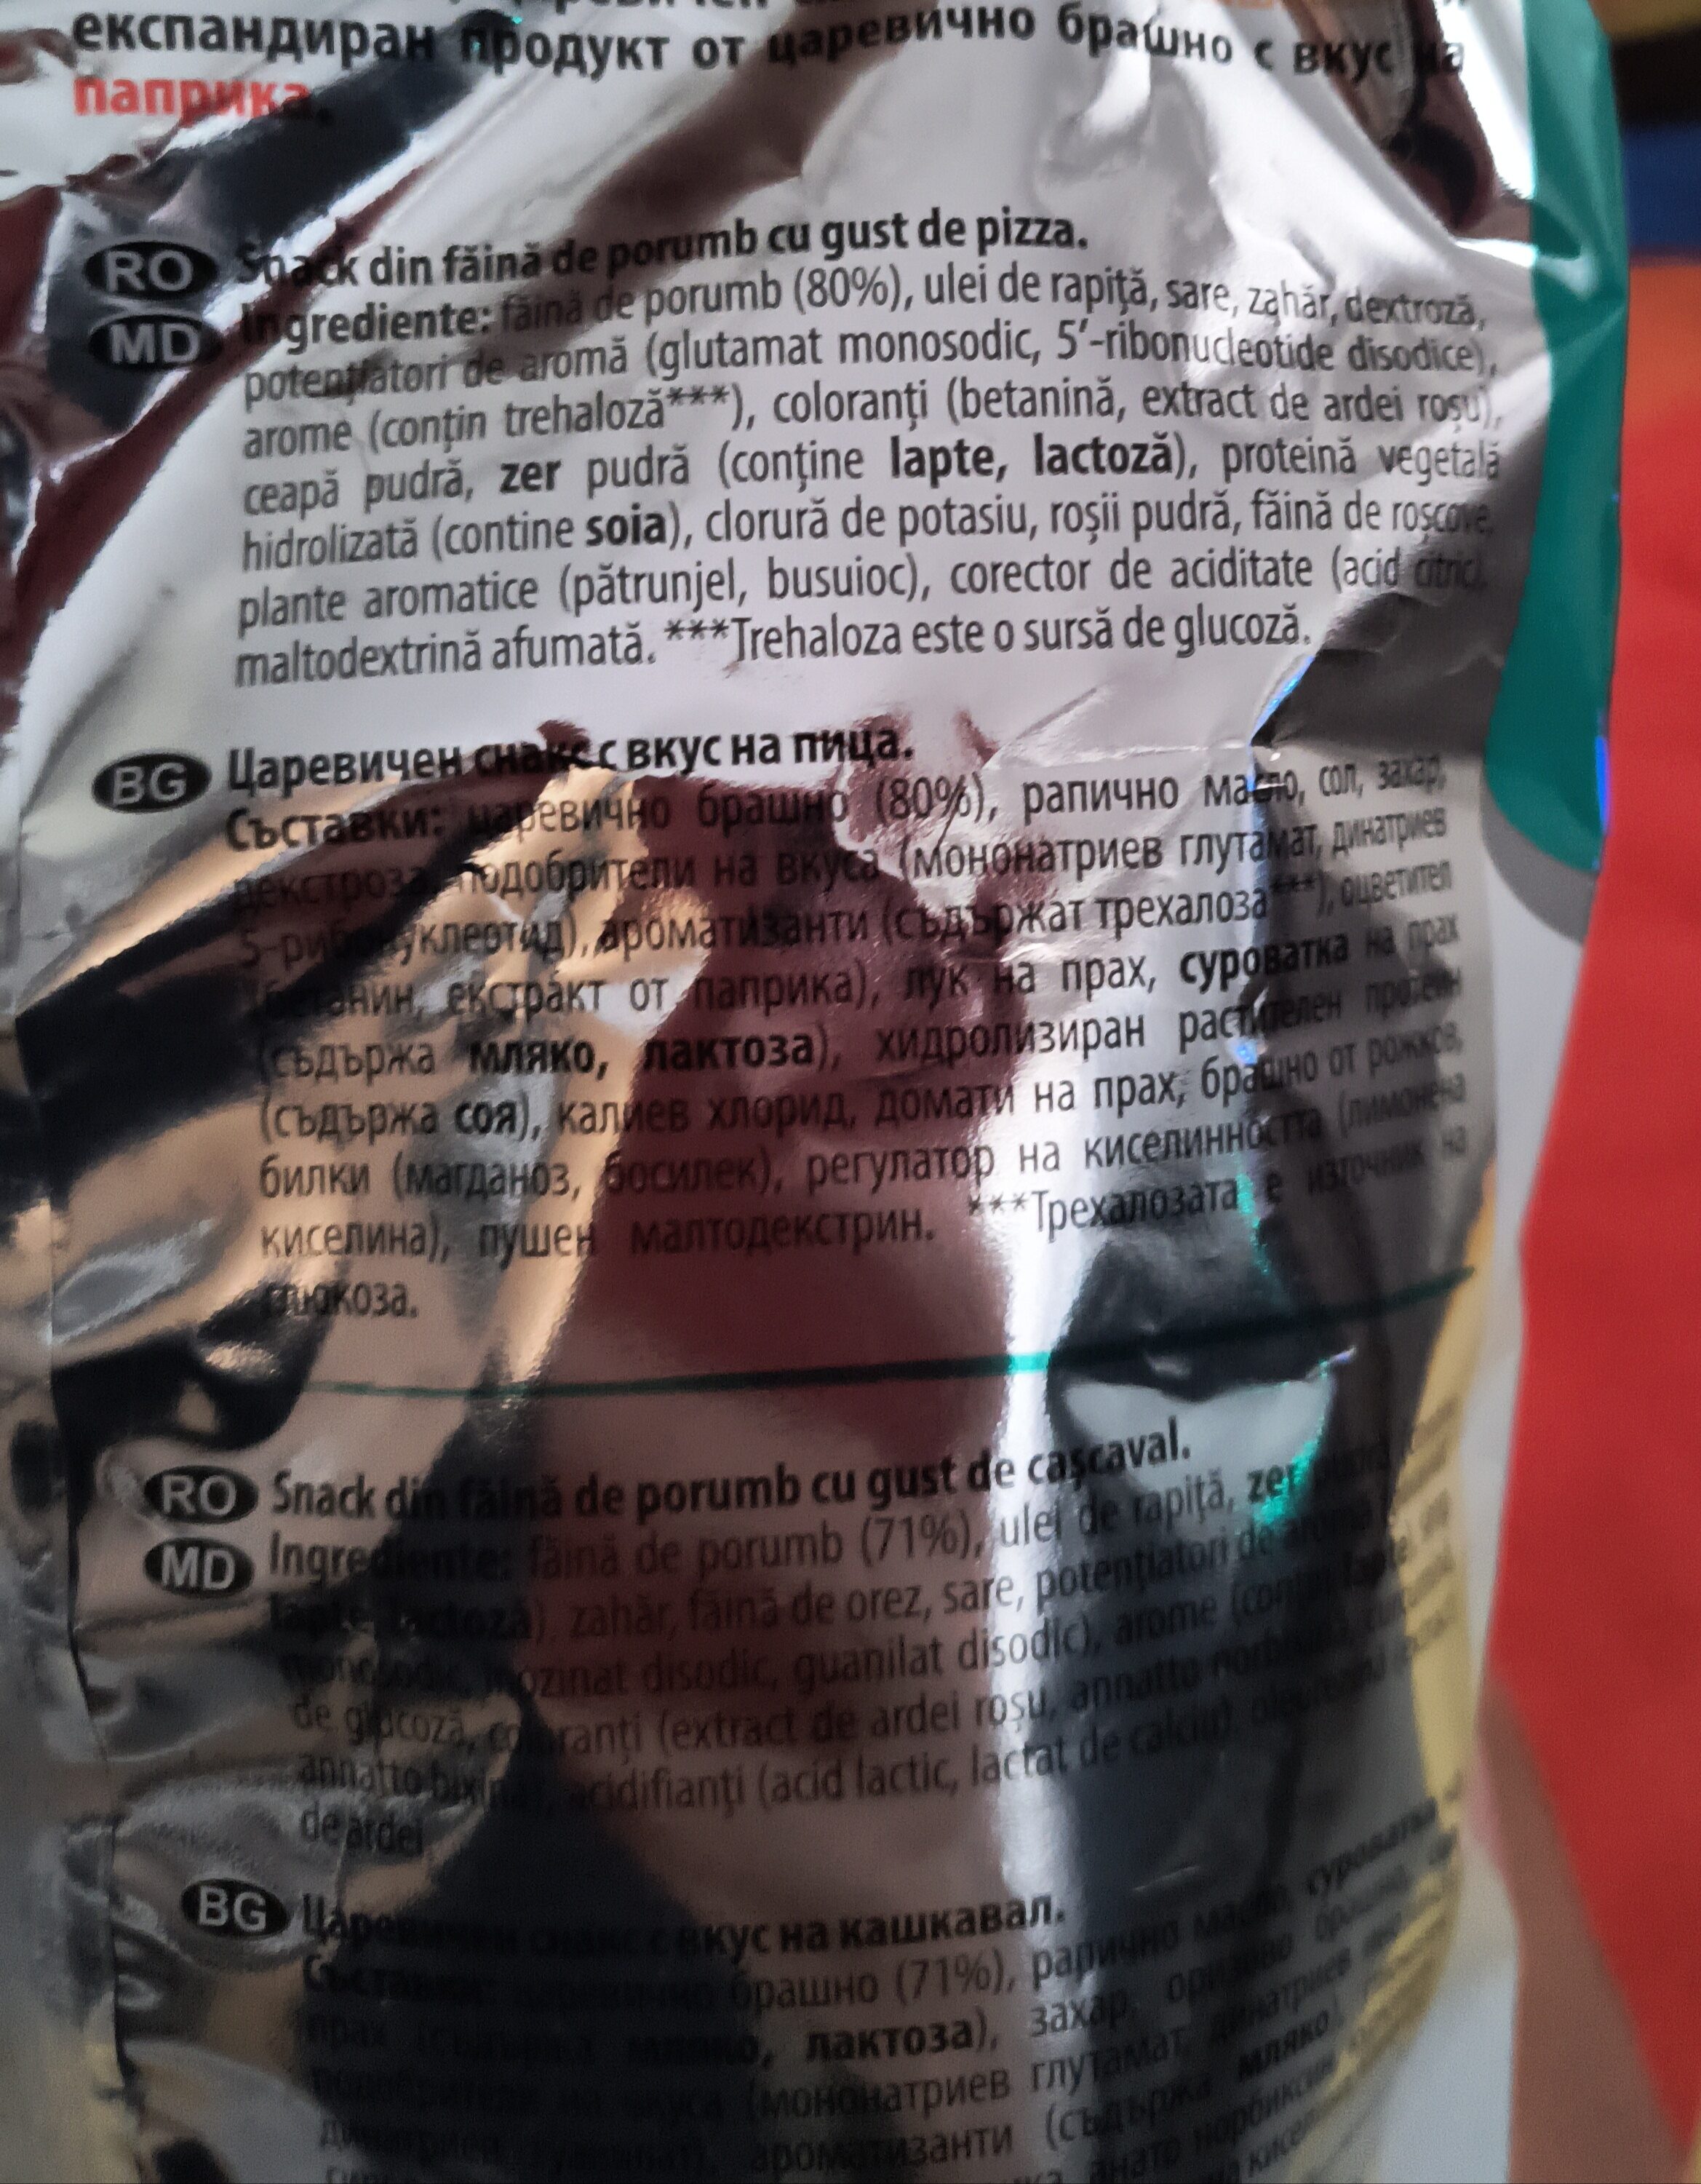 експандиран продукт от царевично брашно с вкус на
паприка.
RO Snack din făină de porumb cu gust de pizza.
MD Ingrediente: făină de porumb (80%), ulei de rapiță, sare, zahăr, dextroză,
potențiatori de aromă (glutamat monosodic, 5'-ribonucleotide disodice),
arome (conțin trehaloză***), coloranți (betanină, extract de ardei roșu),
ceapă pudră, zer pudră (conține lapte, lactoză), proteină vegetală
hidrolizată (contine soia), clorură de potasiu, roșii pudră, făină de roșcove,
plante aromatice (pătrunjel, busuioc), corector de aciditate (acid citric),
maltodextrină afumată. ***Trehaloza este o sursă de glucoză.
BG Царевичен снакс с вкус на пица.
Съставки: царевично брашно (80%), рапично масло, сол, захар,
декстроза, подобрители на вкуса (мононатриев глутамат, динатриев
5-рибонуклеотид), ароматизанти (съдържат трехалоза***), оцветител
(бетанин, екстракт от паприка), лук на прах, суроватка на прах
(съдържа мляко, лактоза), хидролизиран растителен протеин
(съдържа соя), калиев хлорид, домати на прах, брашно от рожков,
билки (магданоз, босилек), регулатор на киселинността (лимонена
киселина), пушен малтодекстрин. ***Трехалозата е източник на
глюкоза.
RO Snack din făină de porumb cu gust de cașcaval.
MD Ingrediente: făină de porumb (71%), ulei de rapiță, zer
lapte, lactoză), zahăr, făină de orez, sare, potențiatori de aromă
monosodic, inozinat disodic, guanilat disodic), arome
de glucoză, coloranți (extract de ardei roșu, annatto
annatto bixină), acidifianți (acid lactic, lactat de calciu),
de ardei
BG Царевичен снакс с вкус на кашкавал.
Съставки: брашно (71%), рапично масло, суроватка
прах мляко, лактоза), захар,
(мононатриев глутамат динатриев
ароматизанти (съдържа мляко)